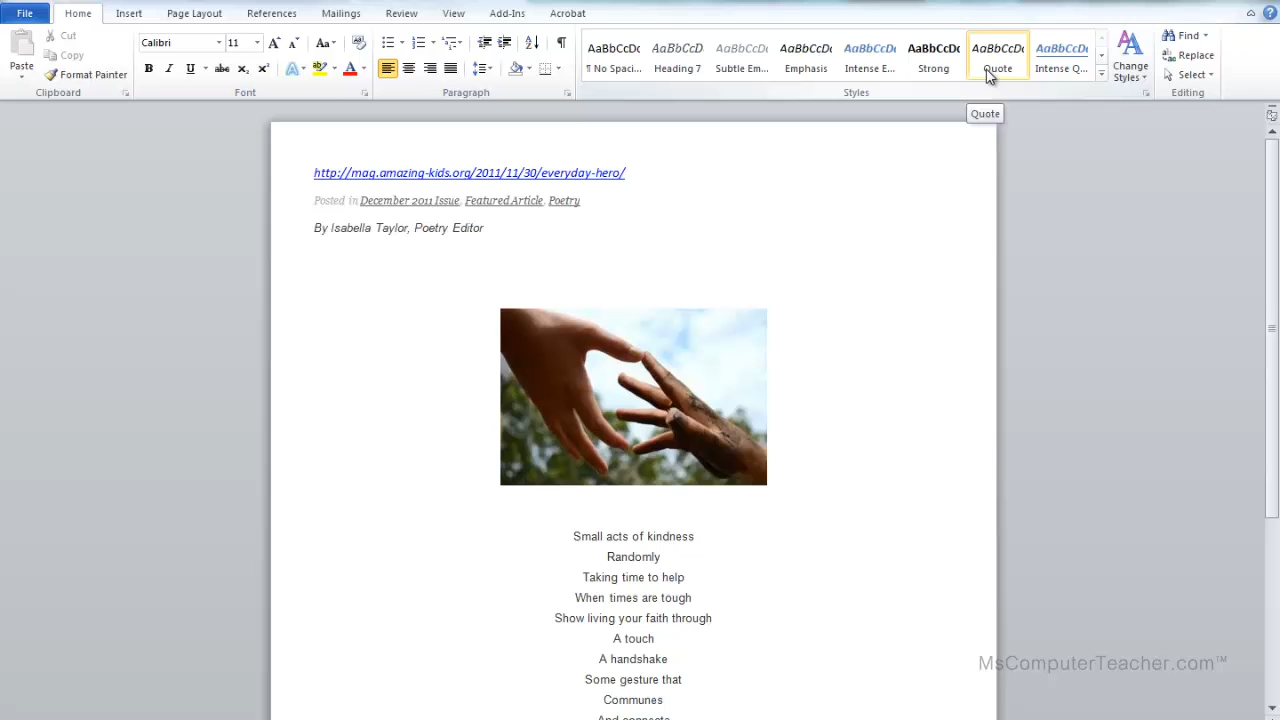 File Home Insert Page Layout References Mailings Review View Add-Ins Acrobat
Paste
Cut
Copy
Format Painter
Clipboard
Calibri 11
Font
Paragraph
AaBbCcDc AaBbCcD AaBbCcDc AaBbCcDc AaBbCcDc AaBbCcDc AaBbCcDc AaBbCcDc
¶ No Spaci... Heading 7 Subtle Em... Emphasis Intense E... Strong Quote Intense Q...
Styles
Change Styles
Find
Replace
Select
Editing
Quote
http://mag.amazing-kids.org/2011/11/30/everyday-hero/
Posted in December 2011 Issue, Featured Article, Poetry
By Isabella Taylor, Poetry Editor
Small acts of kindness
Randomly
Taking time to help
When times are tough
Show living your faith through
A touch
A handshake
Some gesture that
Communes
And connects
MsComputerTeacher.com™